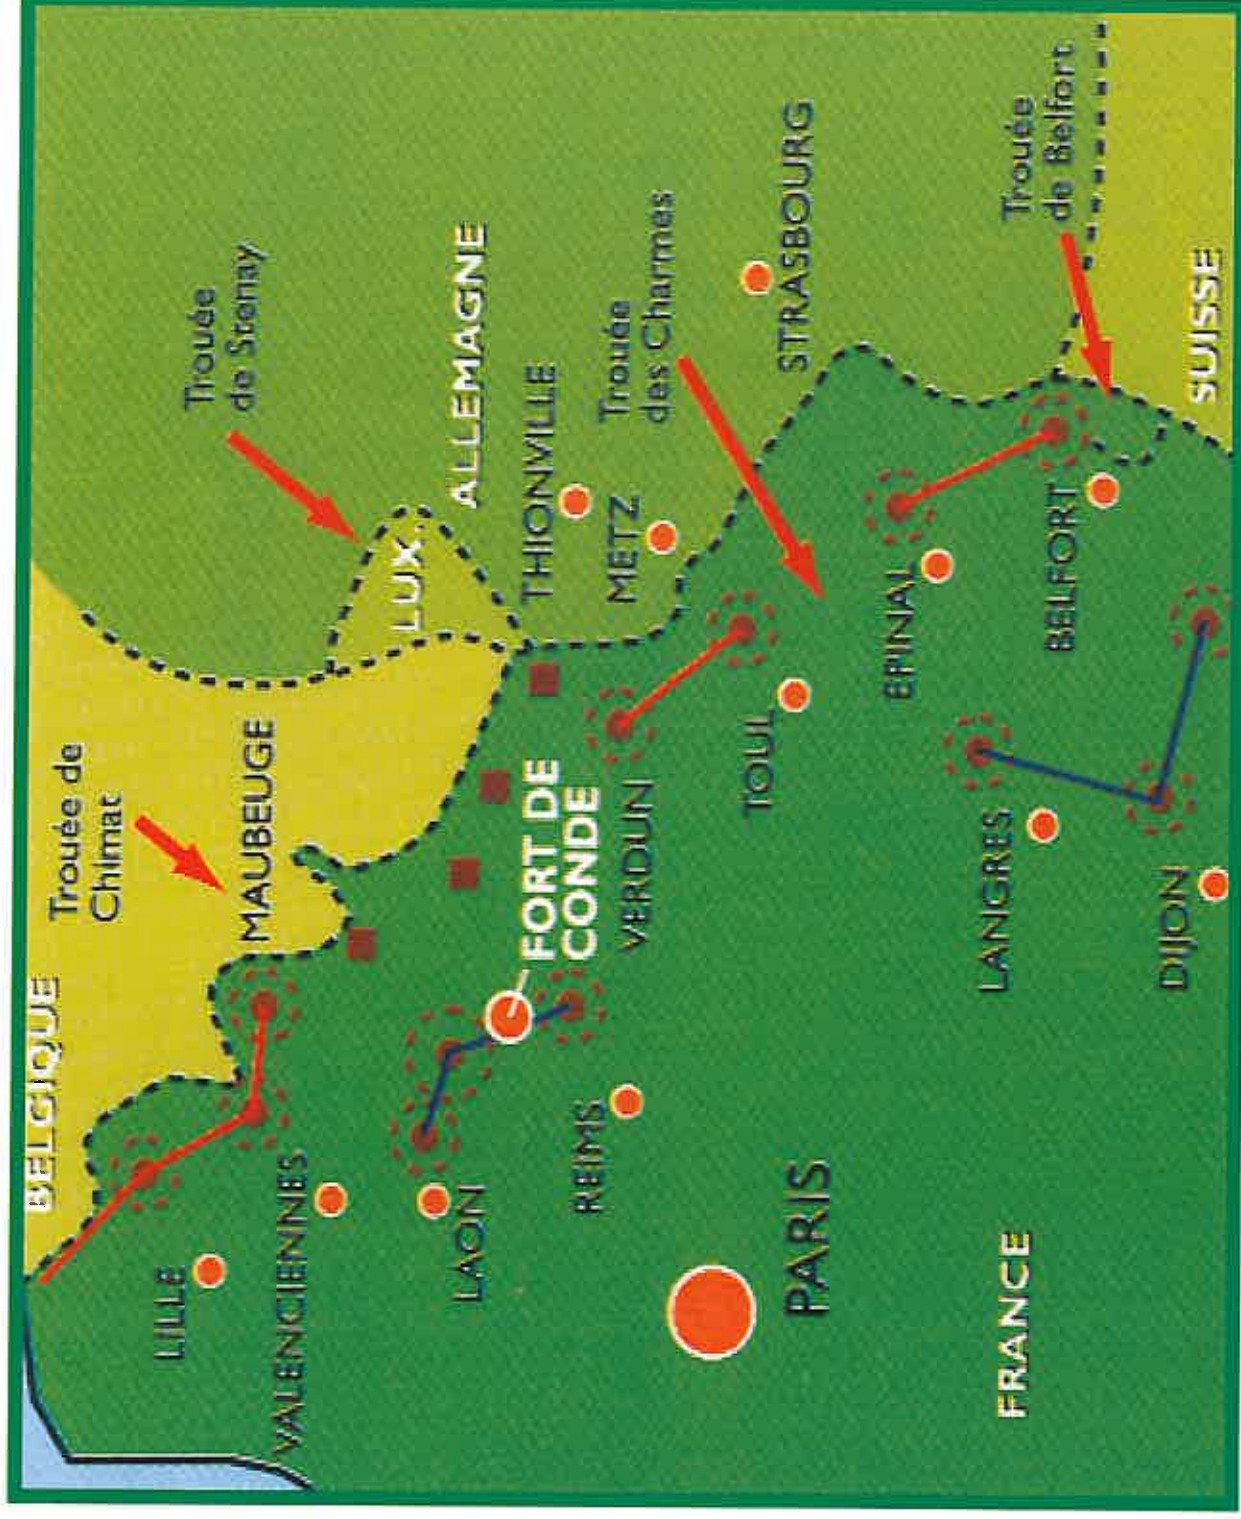 BELGIQUE
Trouée de
Chimat
Trouée
de Stenay
MAUBEUGE
LILLE
VALENCIENNES
LUX.
ALLEMAGNE
LAON
FORT DE
CONDE
THIONVILLE
REIMS
VERDUN
METZ
Trouée
des Charmes
PARIS
TOUL
STRASBOURG
EPINAL
FRANCE
LANGRES
BELFORT
Trouée
de Belfort
DIJON
SUISSE